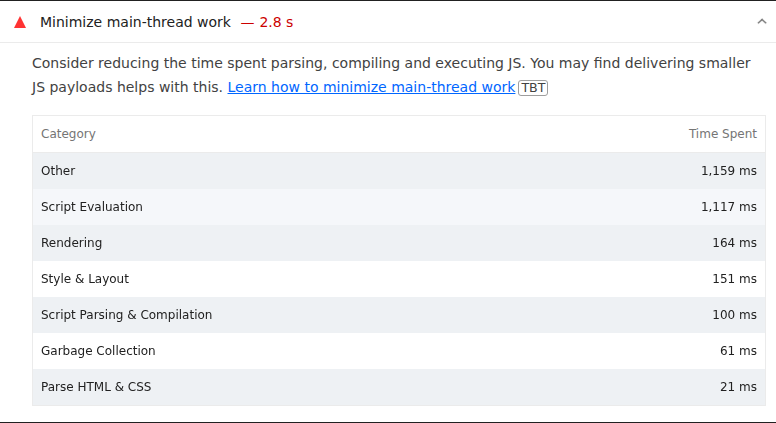 Minimize main-thread work — 2.8 s
Consider reducing the time spent parsing, compiling and executing JS. You may find delivering smaller
JS payloads helps with this. Learn how to minimize main-thread work TBT
Category Time Spent
Other 1,159 ms
Script Evaluation 1,117 ms
Rendering 164 ms
Style & Layout 151 ms
Script Parsing & Compilation 100 ms
Garbage Collection 61 ms
Parse HTML & CSS 21 ms